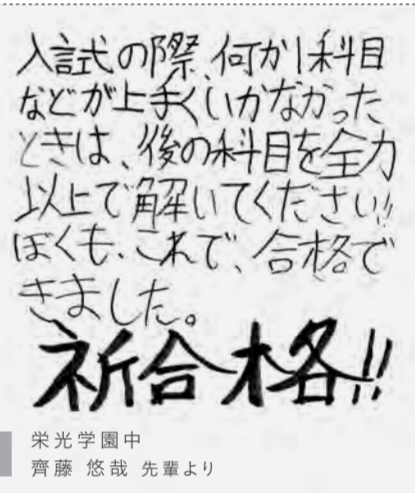 入試の際、何か1科目
などが上手くいかなかった
ときは、後の科目を全力
以上で解いてください!!
ぼくも、これで、合格で
きました。
祈合格!!
栄光学園中
齊藤 悠哉 先輩より